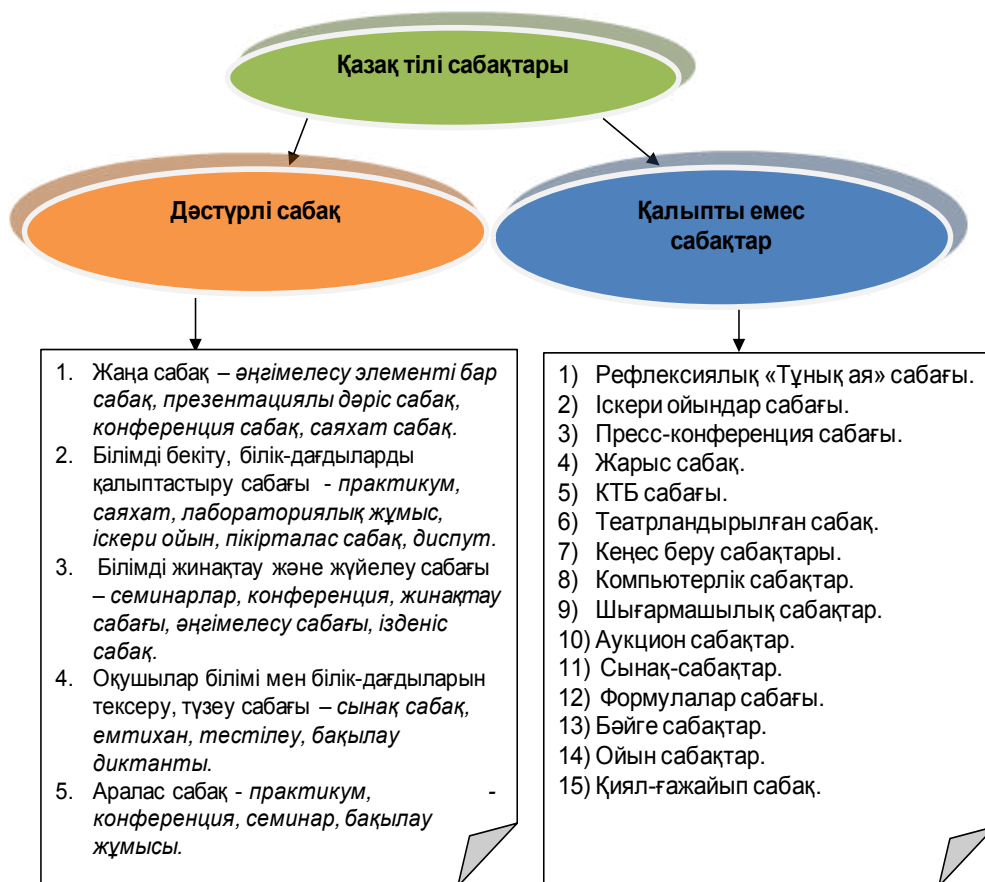 Қазақ тілі сабақтары
Дәстүрлі сабақ
Қалыпты емес
сабақтар
1. Жаңа сабақ – әңгімелесу элементі бар
сабақ, презентациялы дәріс сабақ,
конференция сабақ, саяхат сабақ.
2. Білімді бекіту, білік-дағдыларды
қалыптастыру сабағы - практикум,
саяхат, лабораториялық жұмыс,
іскери ойын, пікірталас сабақ, диспут.
3. Білімді жинақтау және жүйелеу сабағы
– семинарлар, конференция, жинақтау
сабағы, әңгімелесу сабағы, ізденіс
сабақ.
4. Оқушылар білімі мен білік-дағдыларын
тексеру, түзеу сабағы – сынақ сабақ,
емтихан, тестілеу, бақылау
диктанты.
5. Аралас сабақ - практикум, -
конференция, семинар, бақылау
жұмысы.
1) Рефлексиялық «Тұнық ая» сабағы.
2) Іскери ойындар сабағы.
3) Пресс-конференция сабағы.
4) Жарыс сабақ.
5) КТБ сабағы.
6) Театрландырылған сабақ.
7) Кеңес беру сабақтары.
8) Компьютерлік сабақтар.
9) Шығармашылық сабақтар.
10) Аукцион сабақтар.
11) Сынақ-сабақтар.
12) Формулалар сабағы.
13) Бәйге сабақтар.
14) Ойын сабақтар.
15) Қиял-ғажайып сабақ.